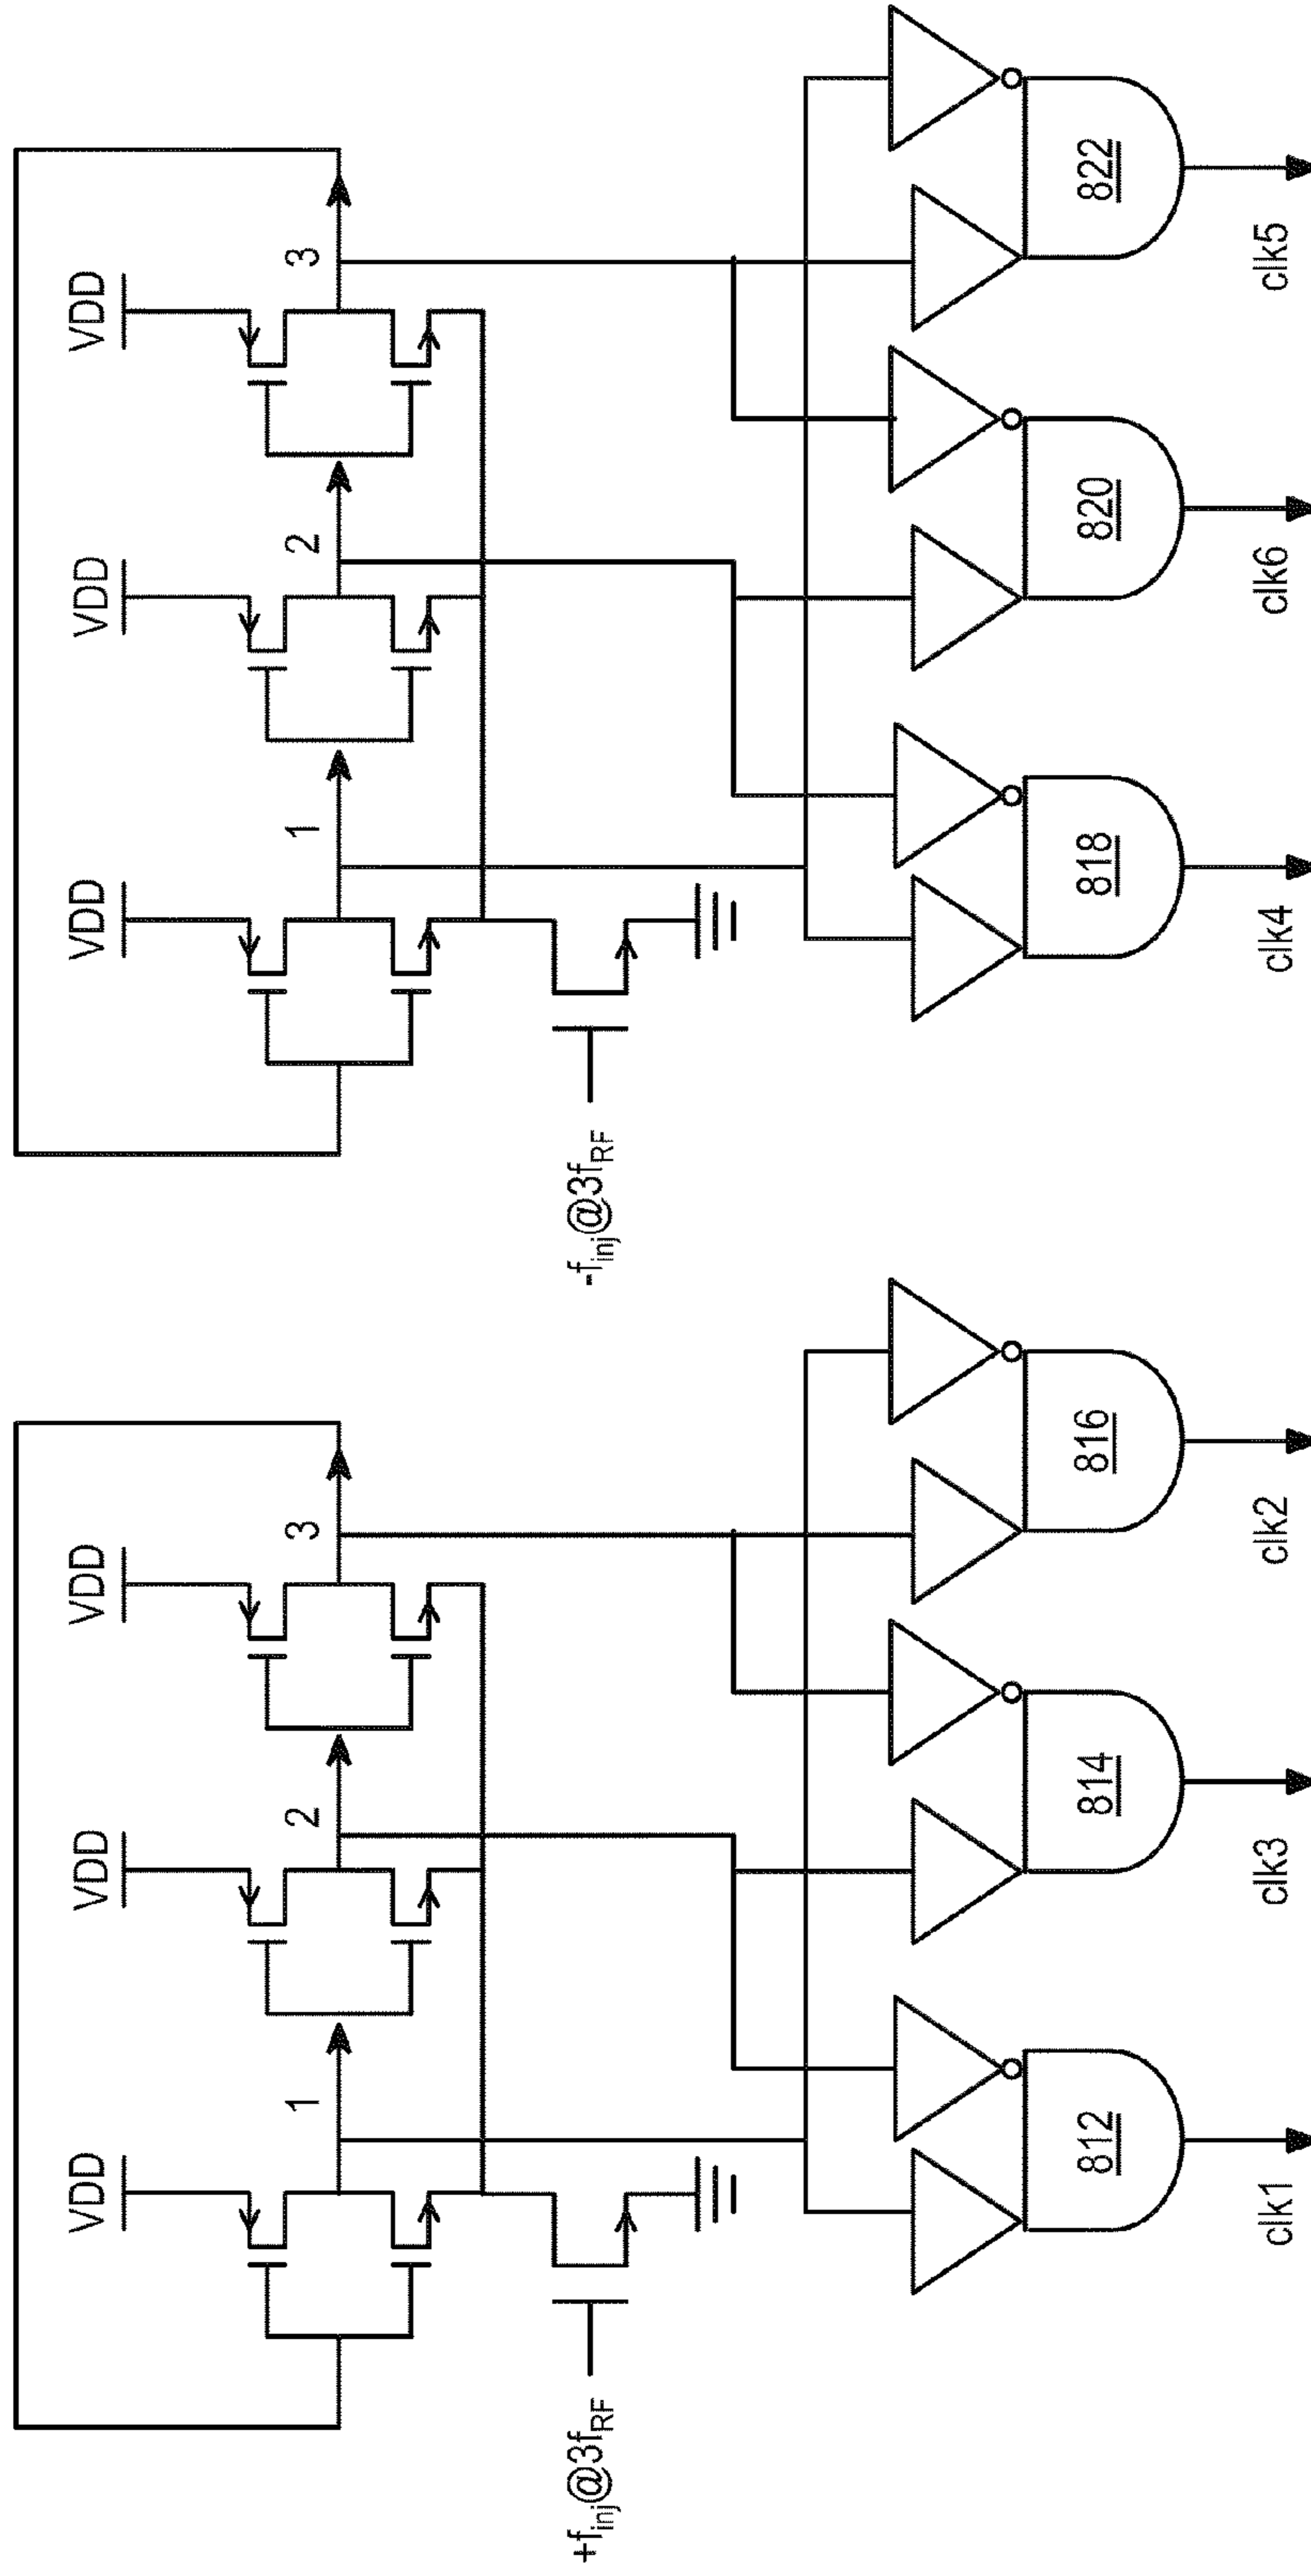 VDD
VDD
VDD
VDD
VDD
VDD
1
2
3
1
2
3
+f_inj@3f_RF
-f_inj@3f_RF
812
814
816
818
820
822
clk1
clk3
clk2
clk4
clk6
clk5